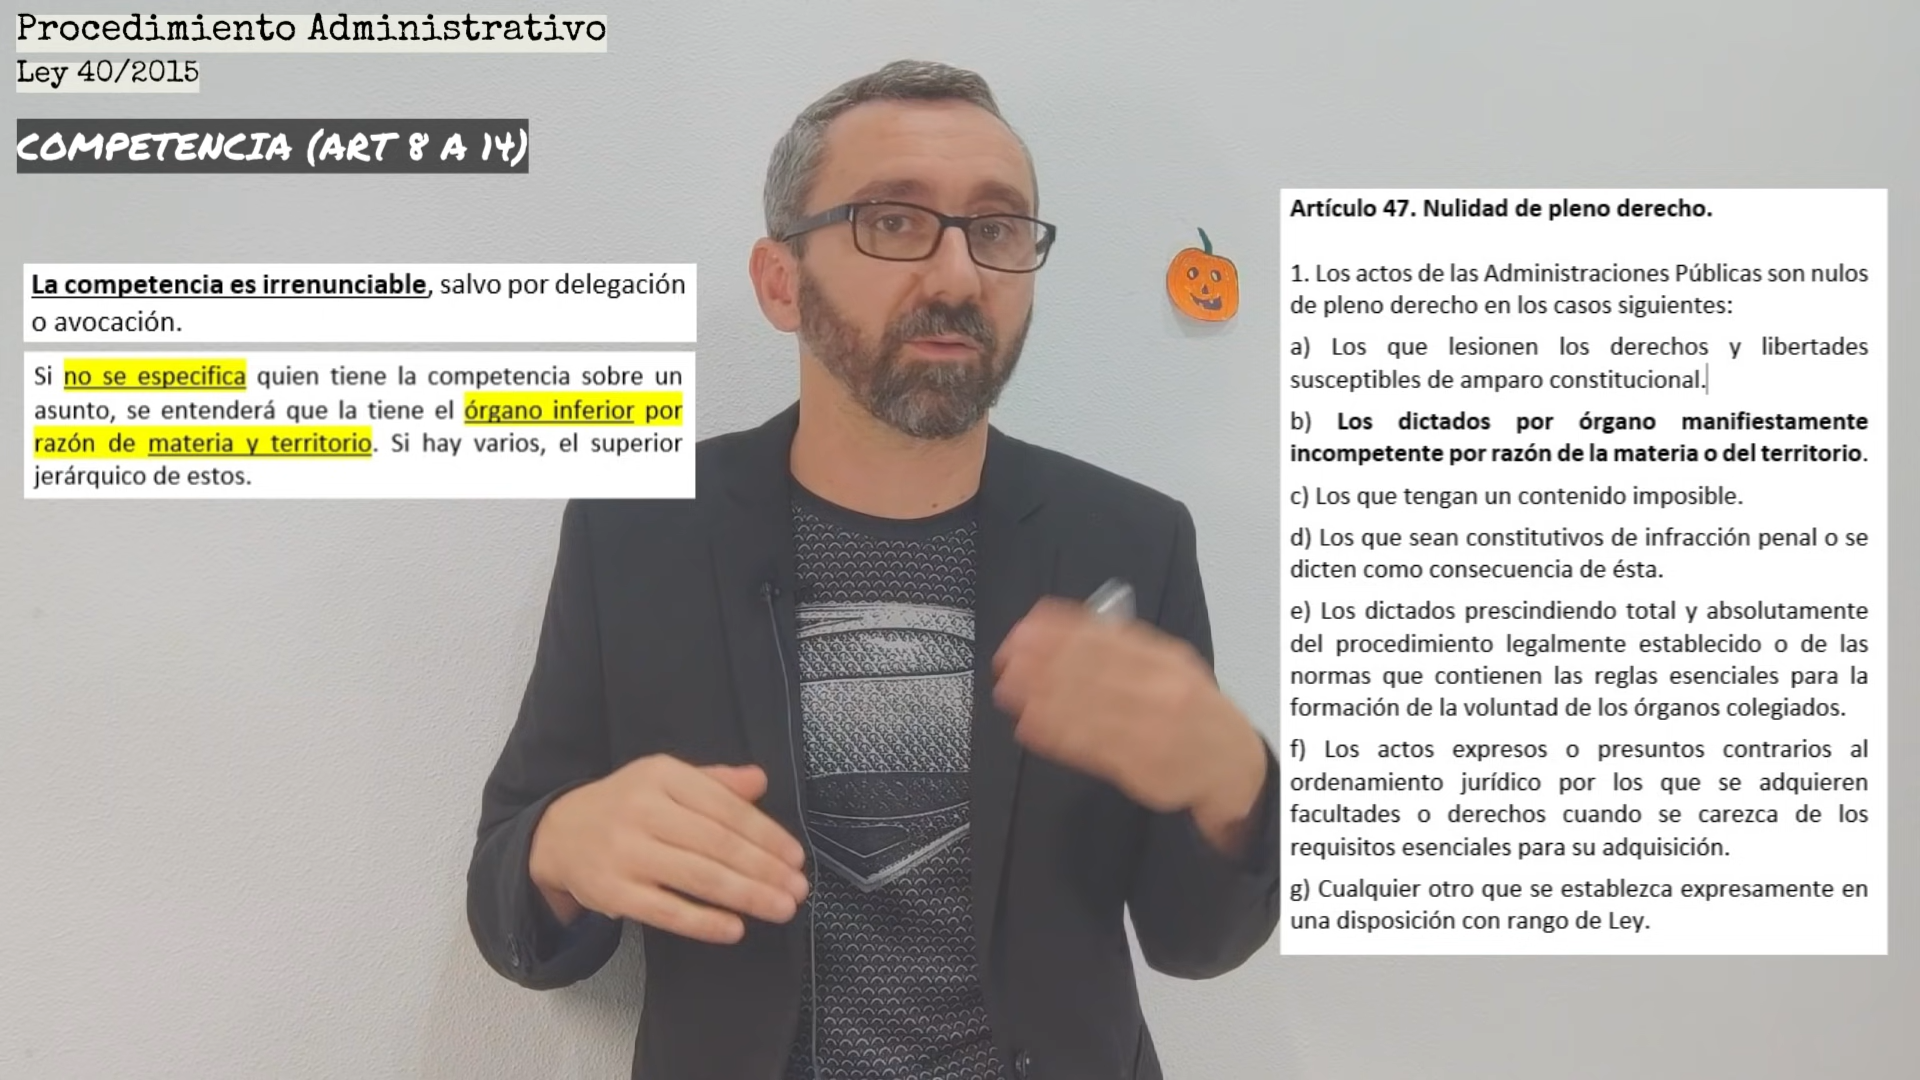 Procedimiento Administrativo
Ley 40/2015
COMPETENCIA (ART 8 A 14)
La competencia es irrenunciable, salvo por delegación
o avocación.
Si no se especifica quien tiene la competencia sobre un
asunto, se entenderá que la tiene el órgano inferior por
razón de materia y territorio. Si hay varios, el superior
jerárquico de estos.
Artículo 47. Nulidad de pleno derecho.
1. Los actos de las Administraciones Públicas son nulos
de pleno derecho en los casos siguientes:
a) Los que lesionen los derechos y libertades
susceptibles de amparo constitucional.
b) Los dictados por órgano manifiestamente
incompetente por razón de la materia o del territorio.
c) Los que tengan un contenido imposible.
d) Los que sean constitutivos de infracción penal o se
dicten como consecuencia de ésta.
e) Los dictados prescindiendo total y absolutamente
del procedimiento legalmente establecido o de las
normas que contienen las reglas esenciales para la
formación de la voluntad de los órganos colegiados.
f) Los actos expresos o presuntos contrarios al
ordenamiento jurídico por los que se adquieren
facultades o derechos cuando se carezca de los
requisitos esenciales para su adquisición.
g) Cualquier otro que se establezca expresamente en
una disposición con rango de Ley.